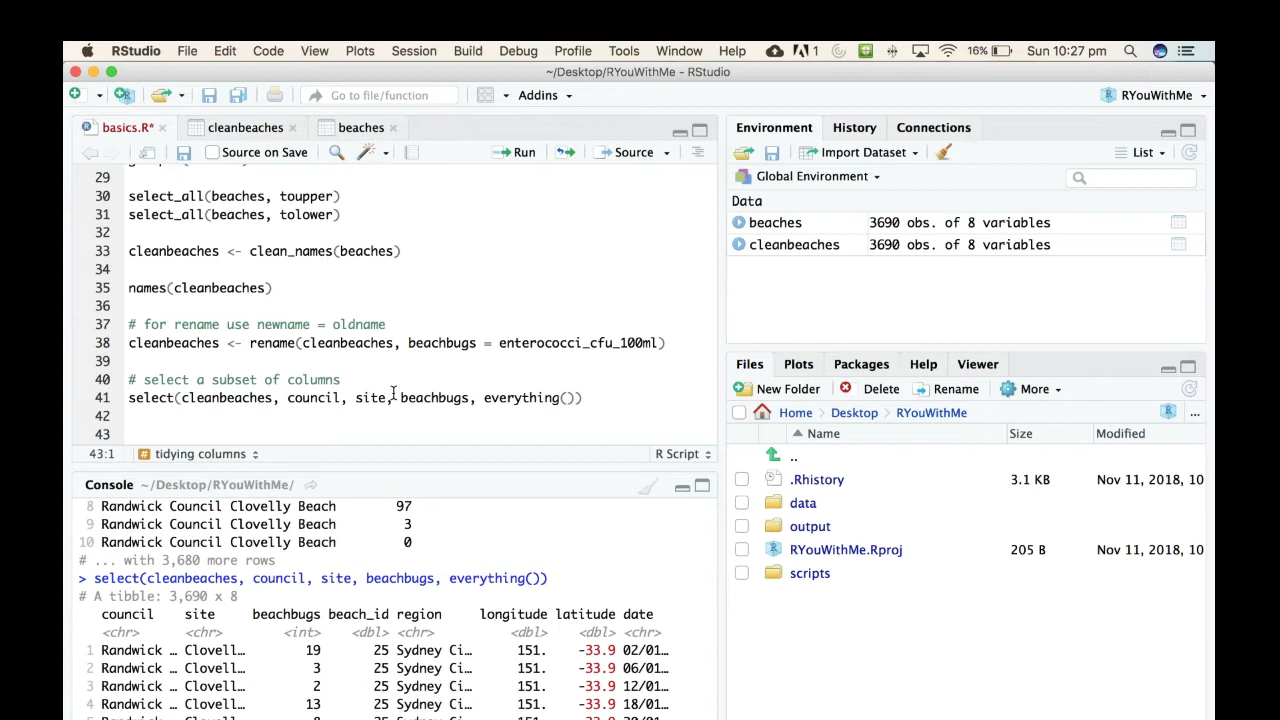 RStudio File Edit Code View Plots Session Build Debug Profile Tools Window Help 1 16% Sun 10:27 pm
~/Desktop/RYouWithMe - RStudio
Go to file/function Addins RYouWithMe
basics.R* cleanbeaches beaches
Source on Save Run Source
29
30 select_all(beaches, toupper)
31 select_all(beaches, tolower)
32
33 cleanbeaches <- clean_names(beaches)
34
35 names(cleanbeaches)
36
37 # for rename use newname = oldname
38 cleanbeaches <- rename(cleanbeaches, beachbugs = enterococci_cfu_100ml)
39
40 # select a subset of columns
41 select(cleanbeaches, council, site, beachbugs, everything())
42
43
43:1 # tidying columns R Script
Console ~/Desktop/RYouWithMe/
8 Randwick Council Clovelly Beach 97
9 Randwick Council Clovelly Beach 3
10 Randwick Council Clovelly Beach 0
# ... with 3,680 more rows
> select(cleanbeaches, council, site, beachbugs, everything())
# A tibble: 3,690 x 8
council site beachbugs beach_id region longitude latitude date
<chr> <chr> <int> <dbl> <chr> <dbl> <dbl> <chr>
1 Randwick … Clovell… 19 25 Sydney Ci… 151. -33.9 02/01…
2 Randwick … Clovell… 3 25 Sydney Ci… 151. -33.9 06/01…
3 Randwick … Clovell… 2 25 Sydney Ci… 151. -33.9 12/01…
4 Randwick … Clovell… 13 25 Sydney Ci… 151. -33.9 18/01…
Environment History Connections
Import Dataset List
Global Environment
Data
beaches 3690 obs. of 8 variables
cleanbeaches 3690 obs. of 8 variables
Files Plots Packages Help Viewer
New Folder Delete Rename More
Home Desktop RYouWithMe ...
Name Size Modified
..
.Rhistory 3.1 KB Nov 11, 2018, 10
data
output
RYouWithMe.Rproj 205 B Nov 11, 2018, 10
scripts